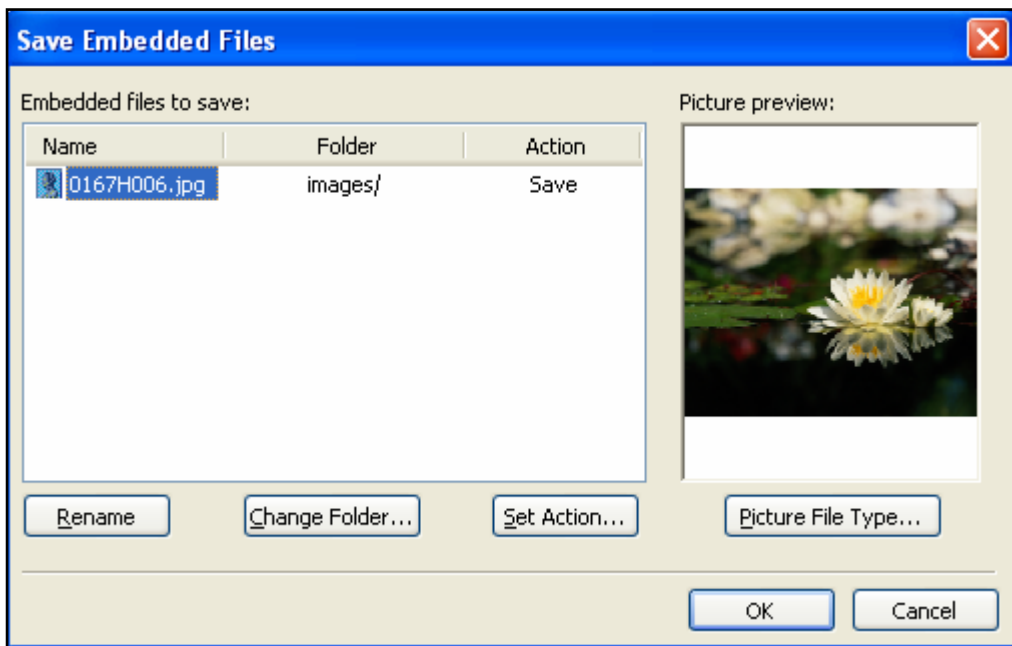 Save Embedded Files
Embedded files to save:
Picture preview:
Name Folder Action
0167H006.jpg images/ Save
Rename Change Folder... Set Action... Picture File Type...
OK Cancel